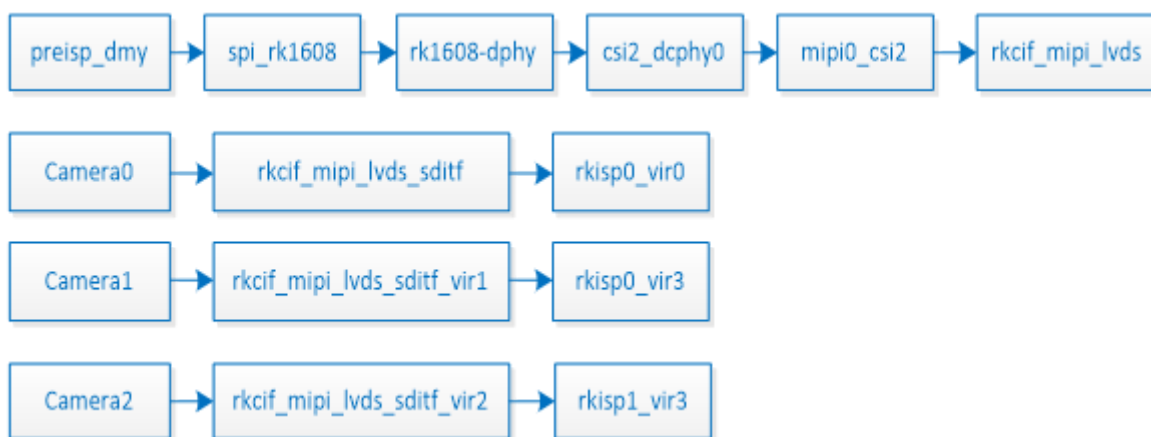 preisp_dmy
spi_rk1608
rk1608-dphy
csi2_dcphy0
mipi0_csi2
rkcif_mipi_lvds
Camera0
rkcif_mipi_lvds_sditf
rkisp0_vir0
Camera1
rkcif_mipi_lvds_sditf_vir1
rkisp0_vir3
Camera2
rkcif_mipi_lvds_sditf_vir2
rkisp1_vir3